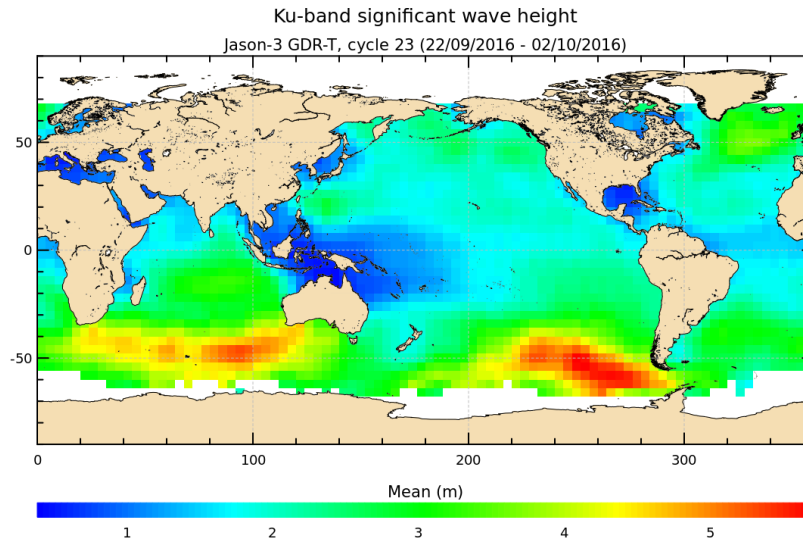 Ku-band significant wave height
Jason-3 GDR-T, cycle 23 (22/09/2016 - 02/10/2016)
50
0
-50
0 100 200 300
Mean (m)
1 2 3 4 5